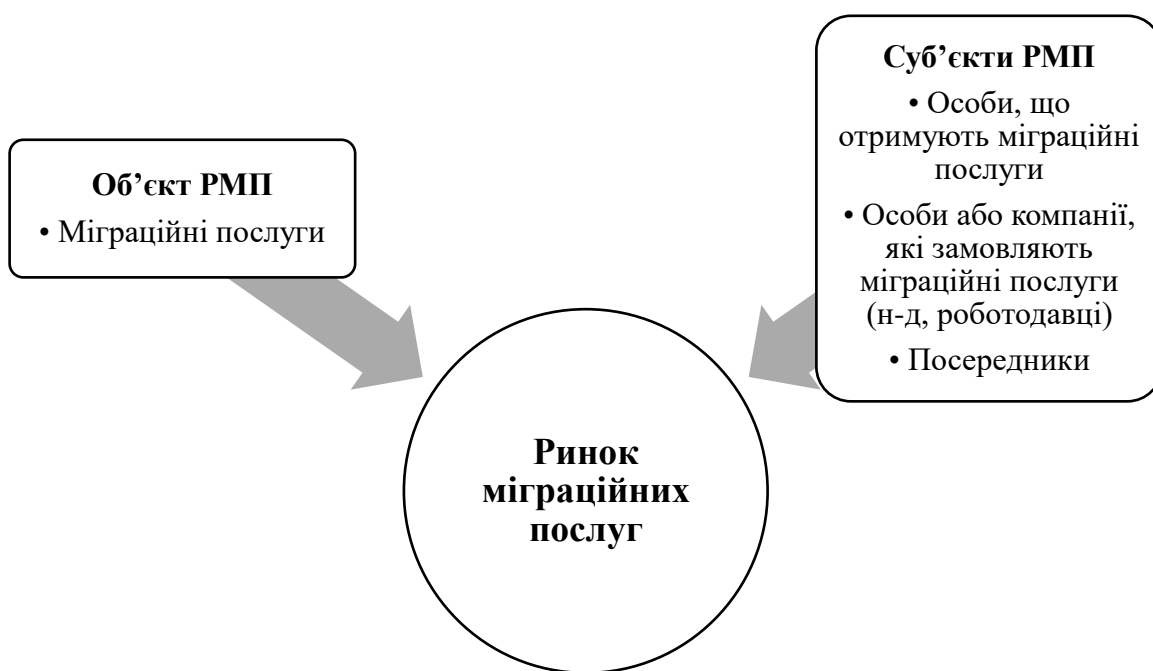 Об’єкт РМП
• Міграційні послуги
Суб’єкти РМП
• Особи, що
отримують міграційні
послуги
• Особи або компанії,
які замовляють
міграційні послуги
(н-д, роботодавці)
• Посередники
Ринок
міграційних
послуг